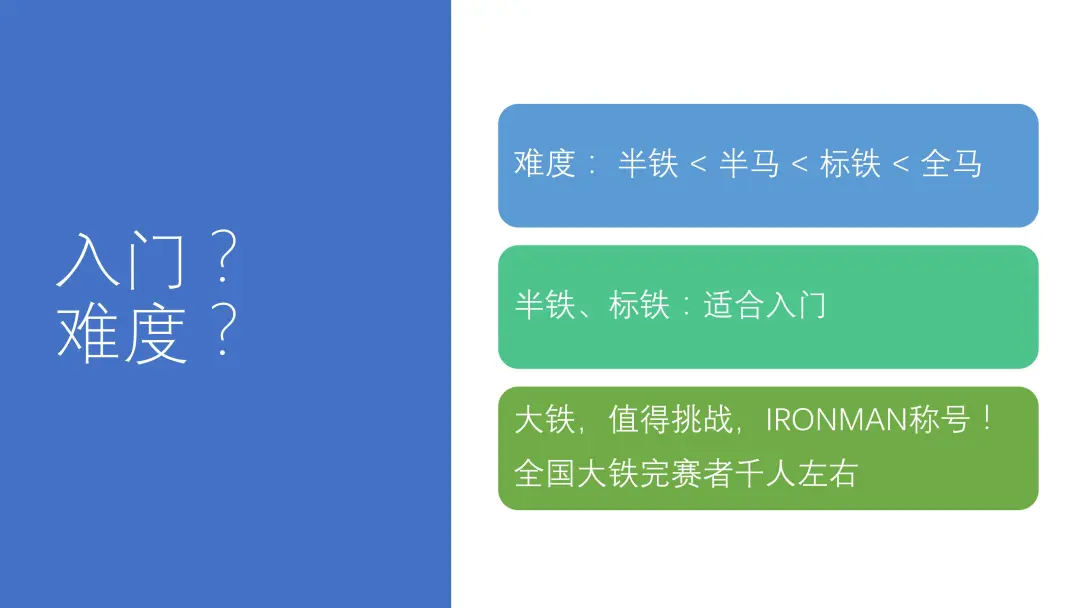 入门？
难度？
难度： 半铁 < 半马 < 标铁 < 全马
半铁、标铁：适合入门
大铁，值得挑战，IRONMAN称号！
全国大铁完赛者千人左右